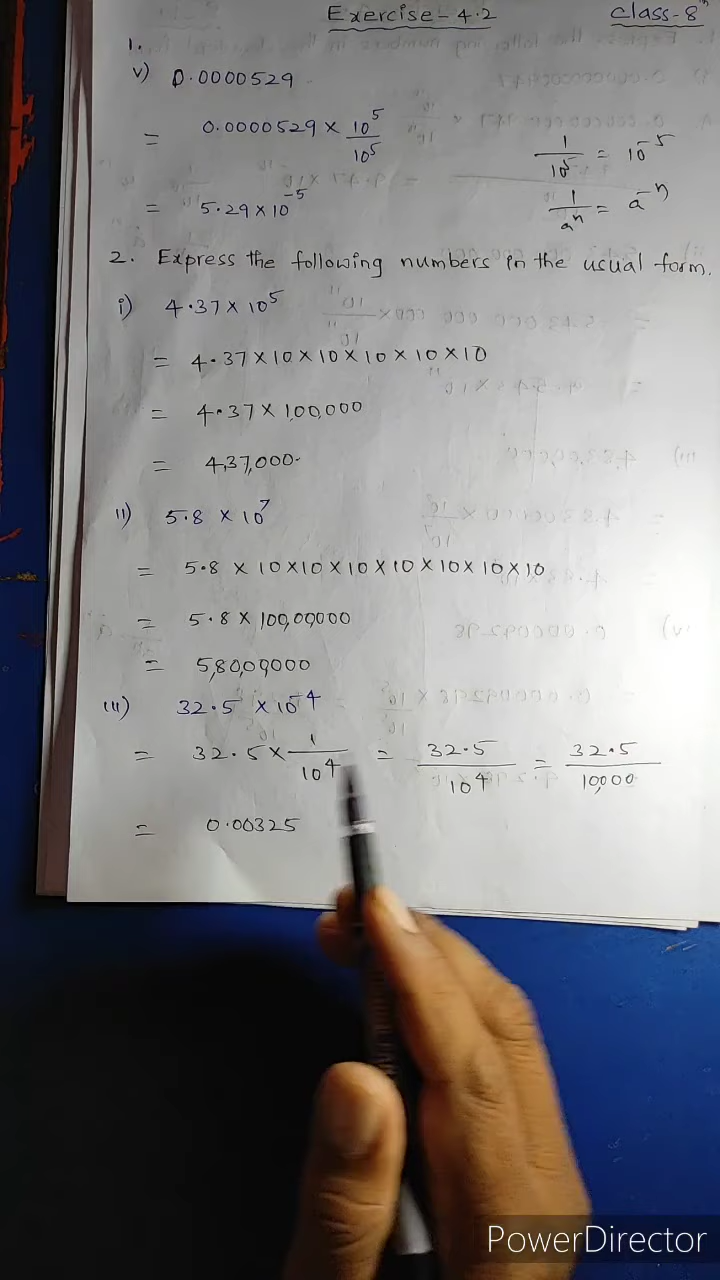 Exercise - 4.2 Class-8th
1.
v) 0.0000529
= 0.0000529 × 10^5/10^5
1/10^5 = 10^-5
= 5.29 × 10^-5
1/a^n = a^-n
2. Express the following numbers in the usual form.
i) 4.37 × 10^5
= 4.37 × 10 × 10 × 10 × 10 × 10
= 4.37 × 100,000
= 4,37,000.
ii) 5.8 × 10^7
= 5.8 × 10 × 10 × 10 × 10 × 10 × 10 × 10
= 5.8 × 100,00000
= 5,80,00000
(iii) 32.5 × 10^-4
= 32.5 × 1/10^4 = 32.5/10^4 = 32.5/10,000
= 0.00325
PowerDirector